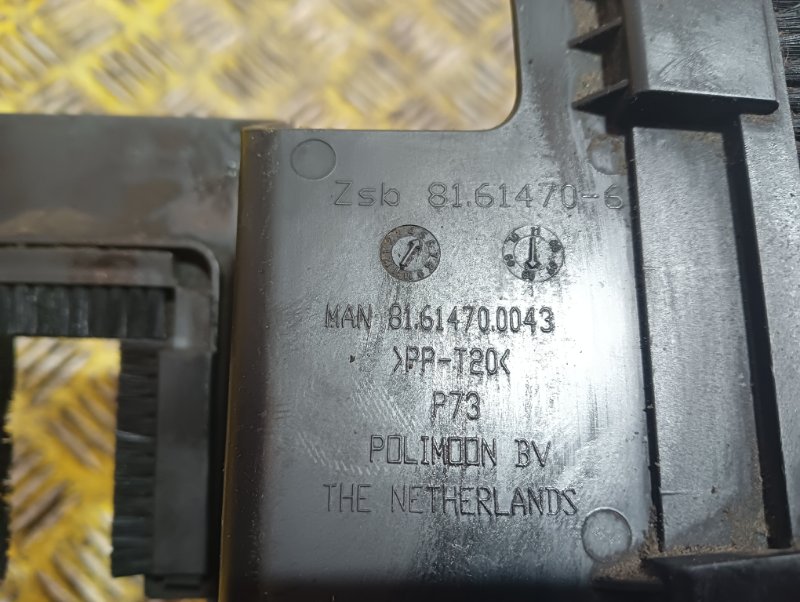 Zsb 81.61470-6
MAN 81.61470.0043
>PP-T20<
P73
POLIMOON BV
THE NETHERLANDS